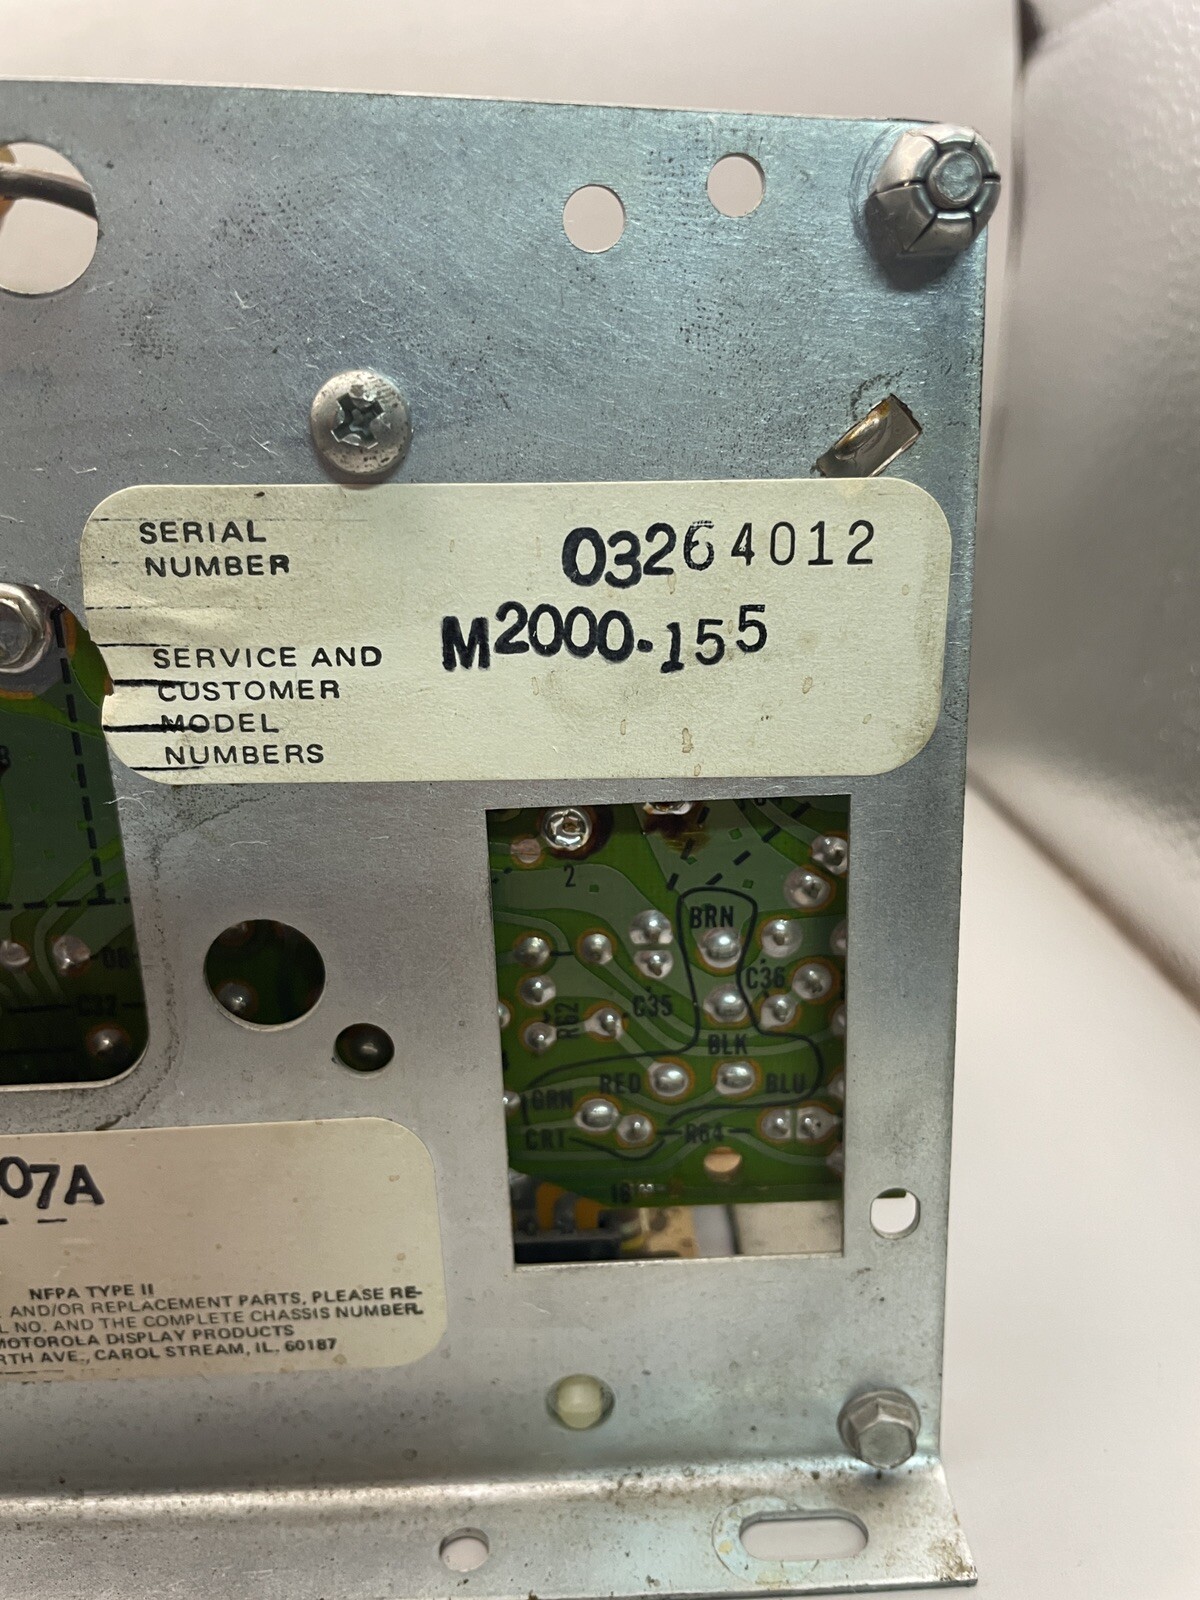 SERIAL
NUMBER
03264012
M2000-155
SERVICE AND
CUSTOMER
MODEL
NUMBERS
2
BRN
C36
C35
R62
BLK
RED
BLU
GRN
CRT
R64
C33
07A
NFPA TYPE II
AND/OR REPLACEMENT PARTS, PLEASE RE-
L NO. AND THE COMPLETE CHASSIS NUMBER.
MOTOROLA DISPLAY PRODUCTS
RTH AVE., CAROL STREAM, IL. 60187